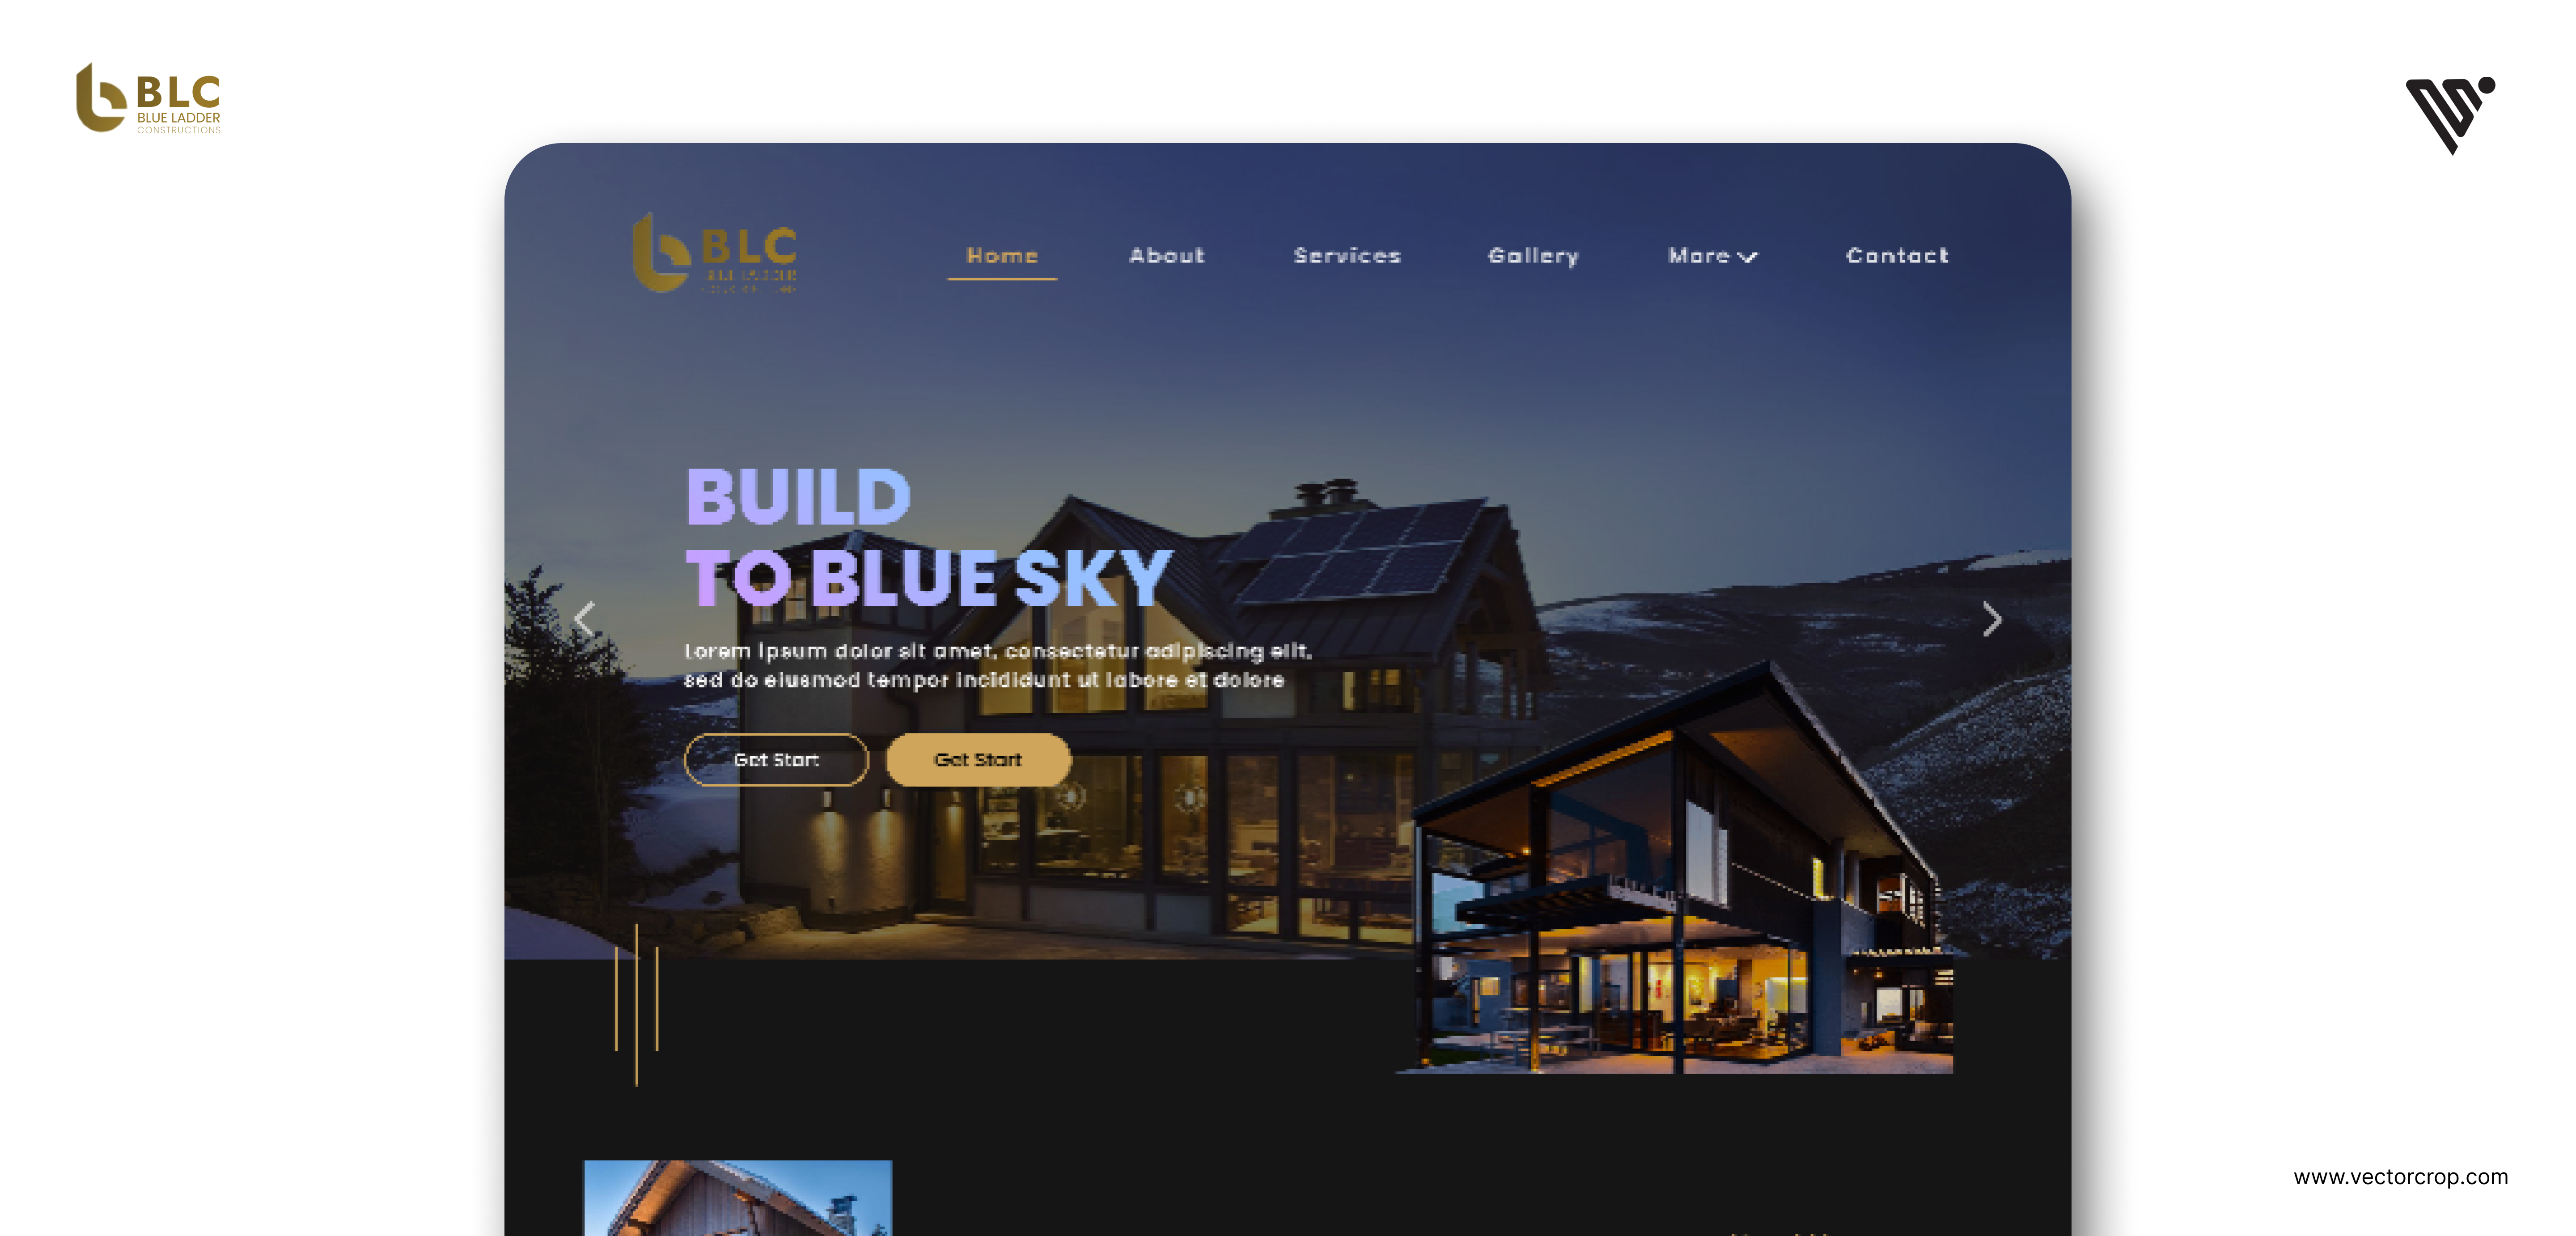 BLC
BLUE LADDER
CONSTRUCTIONS
BLC
Home About Services Gallery More Contact
BUILD
TO BLUE SKY
Lorem ipsum dolor sit amet, consectetur adipiscing elit,
sed do eiusmod tempor incididunt ut labore et dolore
Get Start Get Start
www.vectorcrop.com